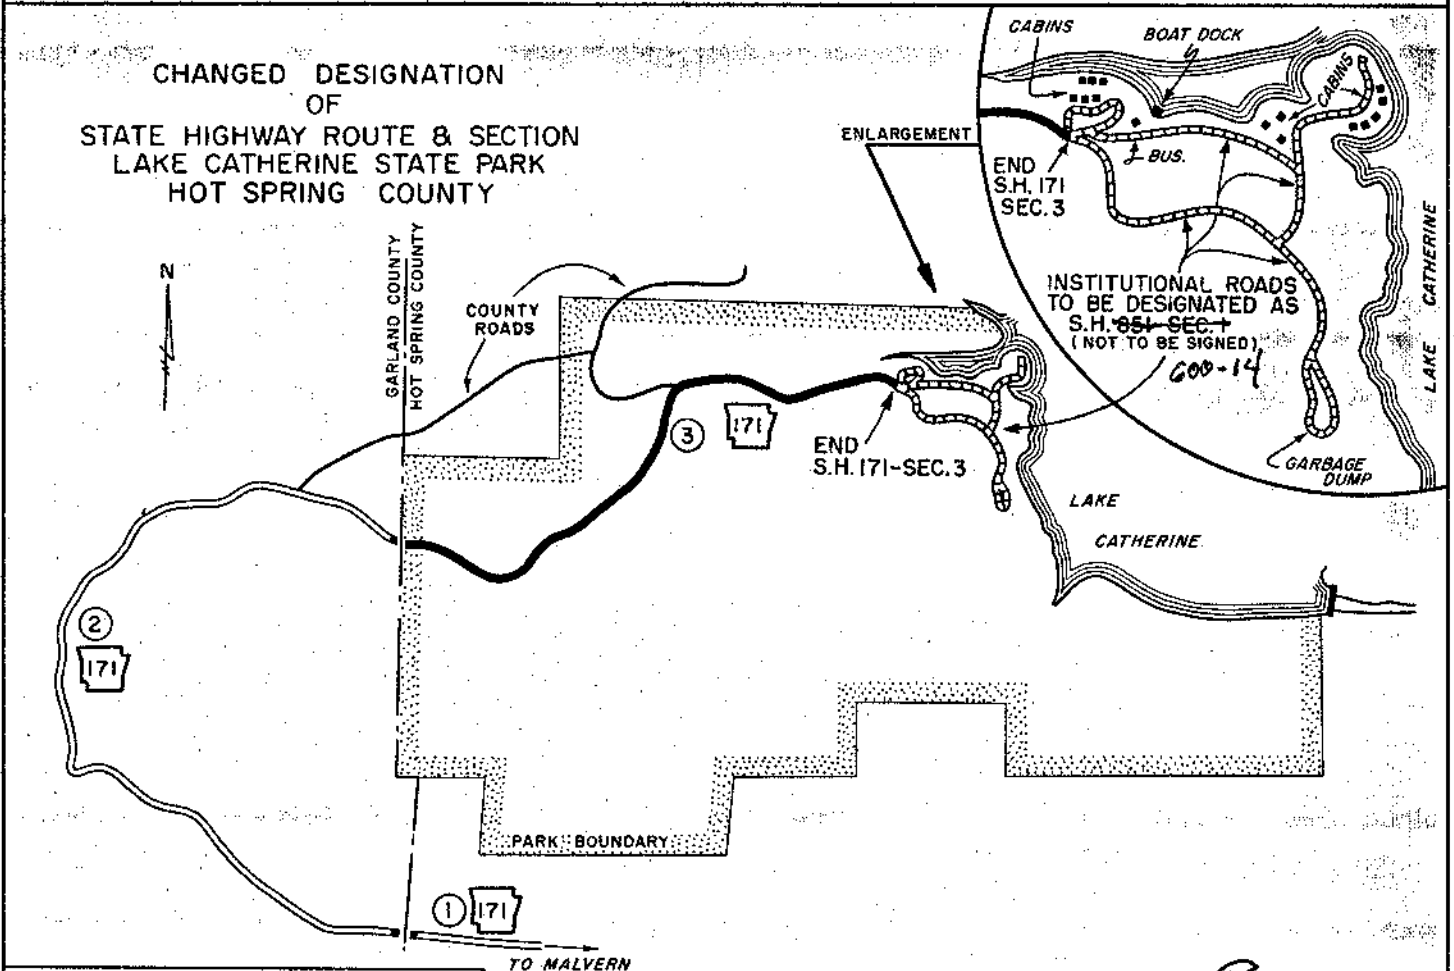 CHANGED DESIGNATION
OF
STATE HIGHWAY ROUTE & SECTION
LAKE CATHERINE STATE PARK
HOT SPRING COUNTY
N
GARLAND COUNTY
HOT SPRING COUNTY
COUNTY
ROADS
ENLARGEMENT
CABINS
BOAT DOCK
CABINS
BUS.
END
S.H. 171
SEC. 3
LAKE CATHERINE
INSTITUTIONAL ROADS
TO BE DESIGNATED AS
S.H. 851-SEC. 1
(NOT TO BE SIGNED)
600-14
GARBAGE
DUMP
3
171
END
S.H. 171-SEC. 3
LAKE
CATHERINE
2
171
PARK BOUNDARY
1
171
TO MALVERN